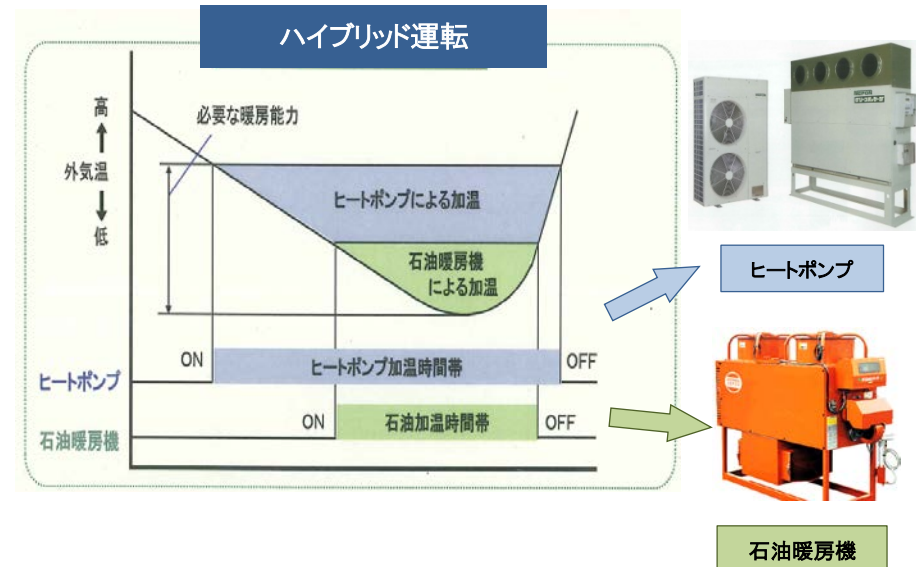 ハイブリッド運転
高
外気温
低
必要な暖房能力
ヒートポンプによる加温
石油暖房機
による加温
ON
ヒートポンプ加温時間帯
OFF
ヒートポンプ
ON
石油加温時間帯
OFF
石油暖房機
ヒートポンプ
石油暖房機